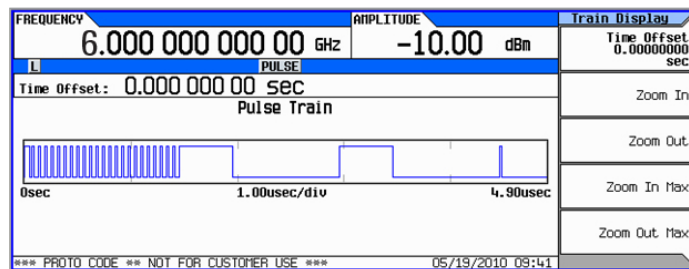 FREQUENCY AMPLITUDE Train Display
6.000 000 000 00 GHz -10.00 dBm
Time Offset
0.00000000
sec
L PULSE
Time Offset: 0.000 000 00 sec
Zoom In
Pulse Train
Zoom Out
0sec 1.00usec/div 4.90usec
Zoom In Max
Zoom Out Max
*** PROTO CODE ** NOT FOR CUSTOMER USE *** 05/19/2010 09:41